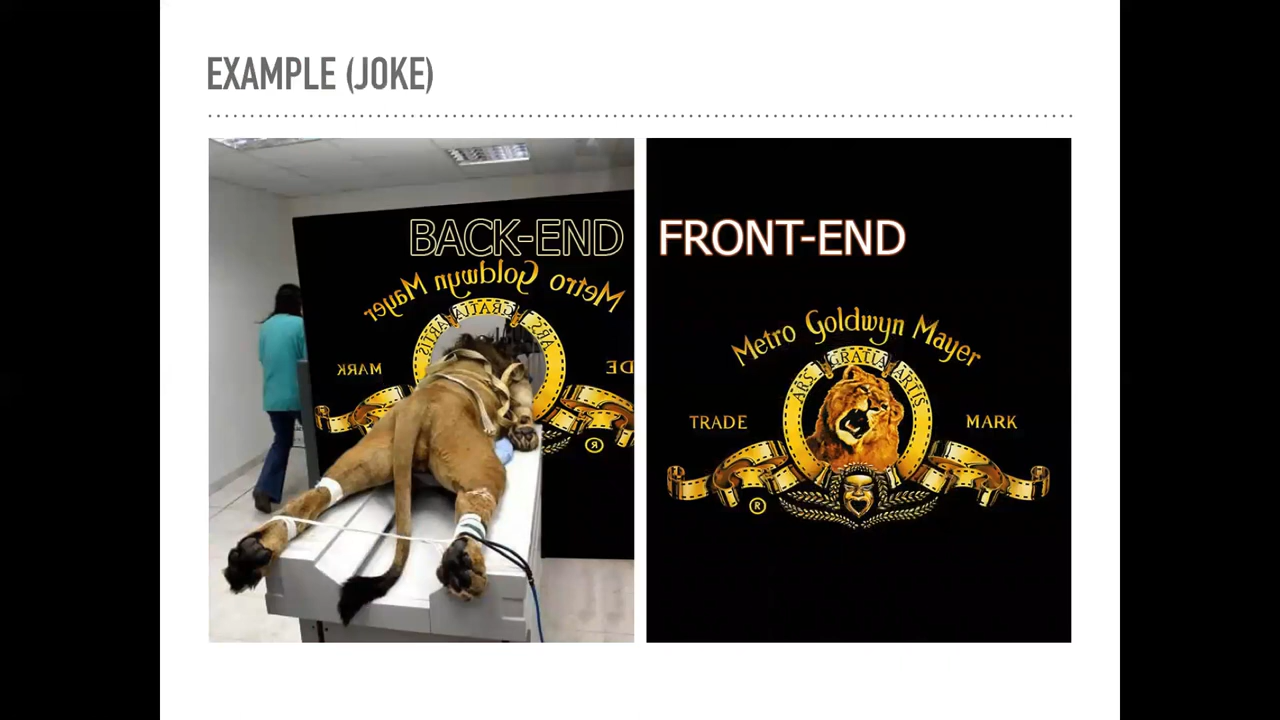 EXAMPLE (JOKE)
BACK-END
Metro Goldwyn Mayer
ARS GRATIA ARTIS
MARK
DE
®
FRONT-END
Metro Goldwyn Mayer
ARS GRATIA ARTIS
TRADE MARK
®